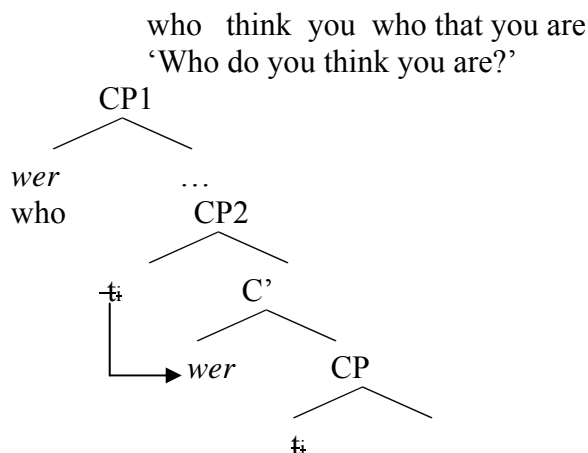 who think you who that you are
‘Who do you think you are?’
CP1
wer …
who CP2
ti C’
wer CP
ti